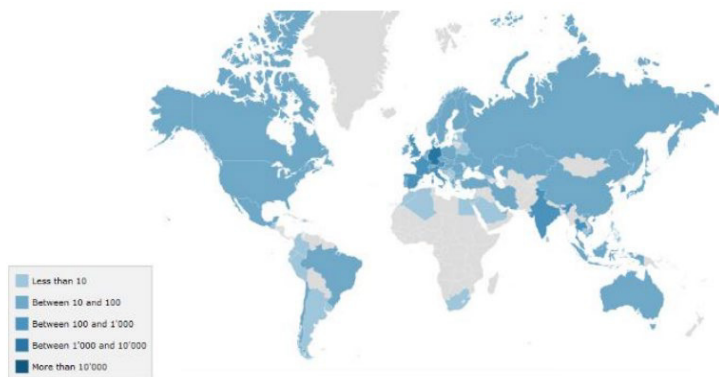 Less than 10
Between 10 and 100
Between 100 and 1'000
Between 1'000 and 10'000
More than 10'000